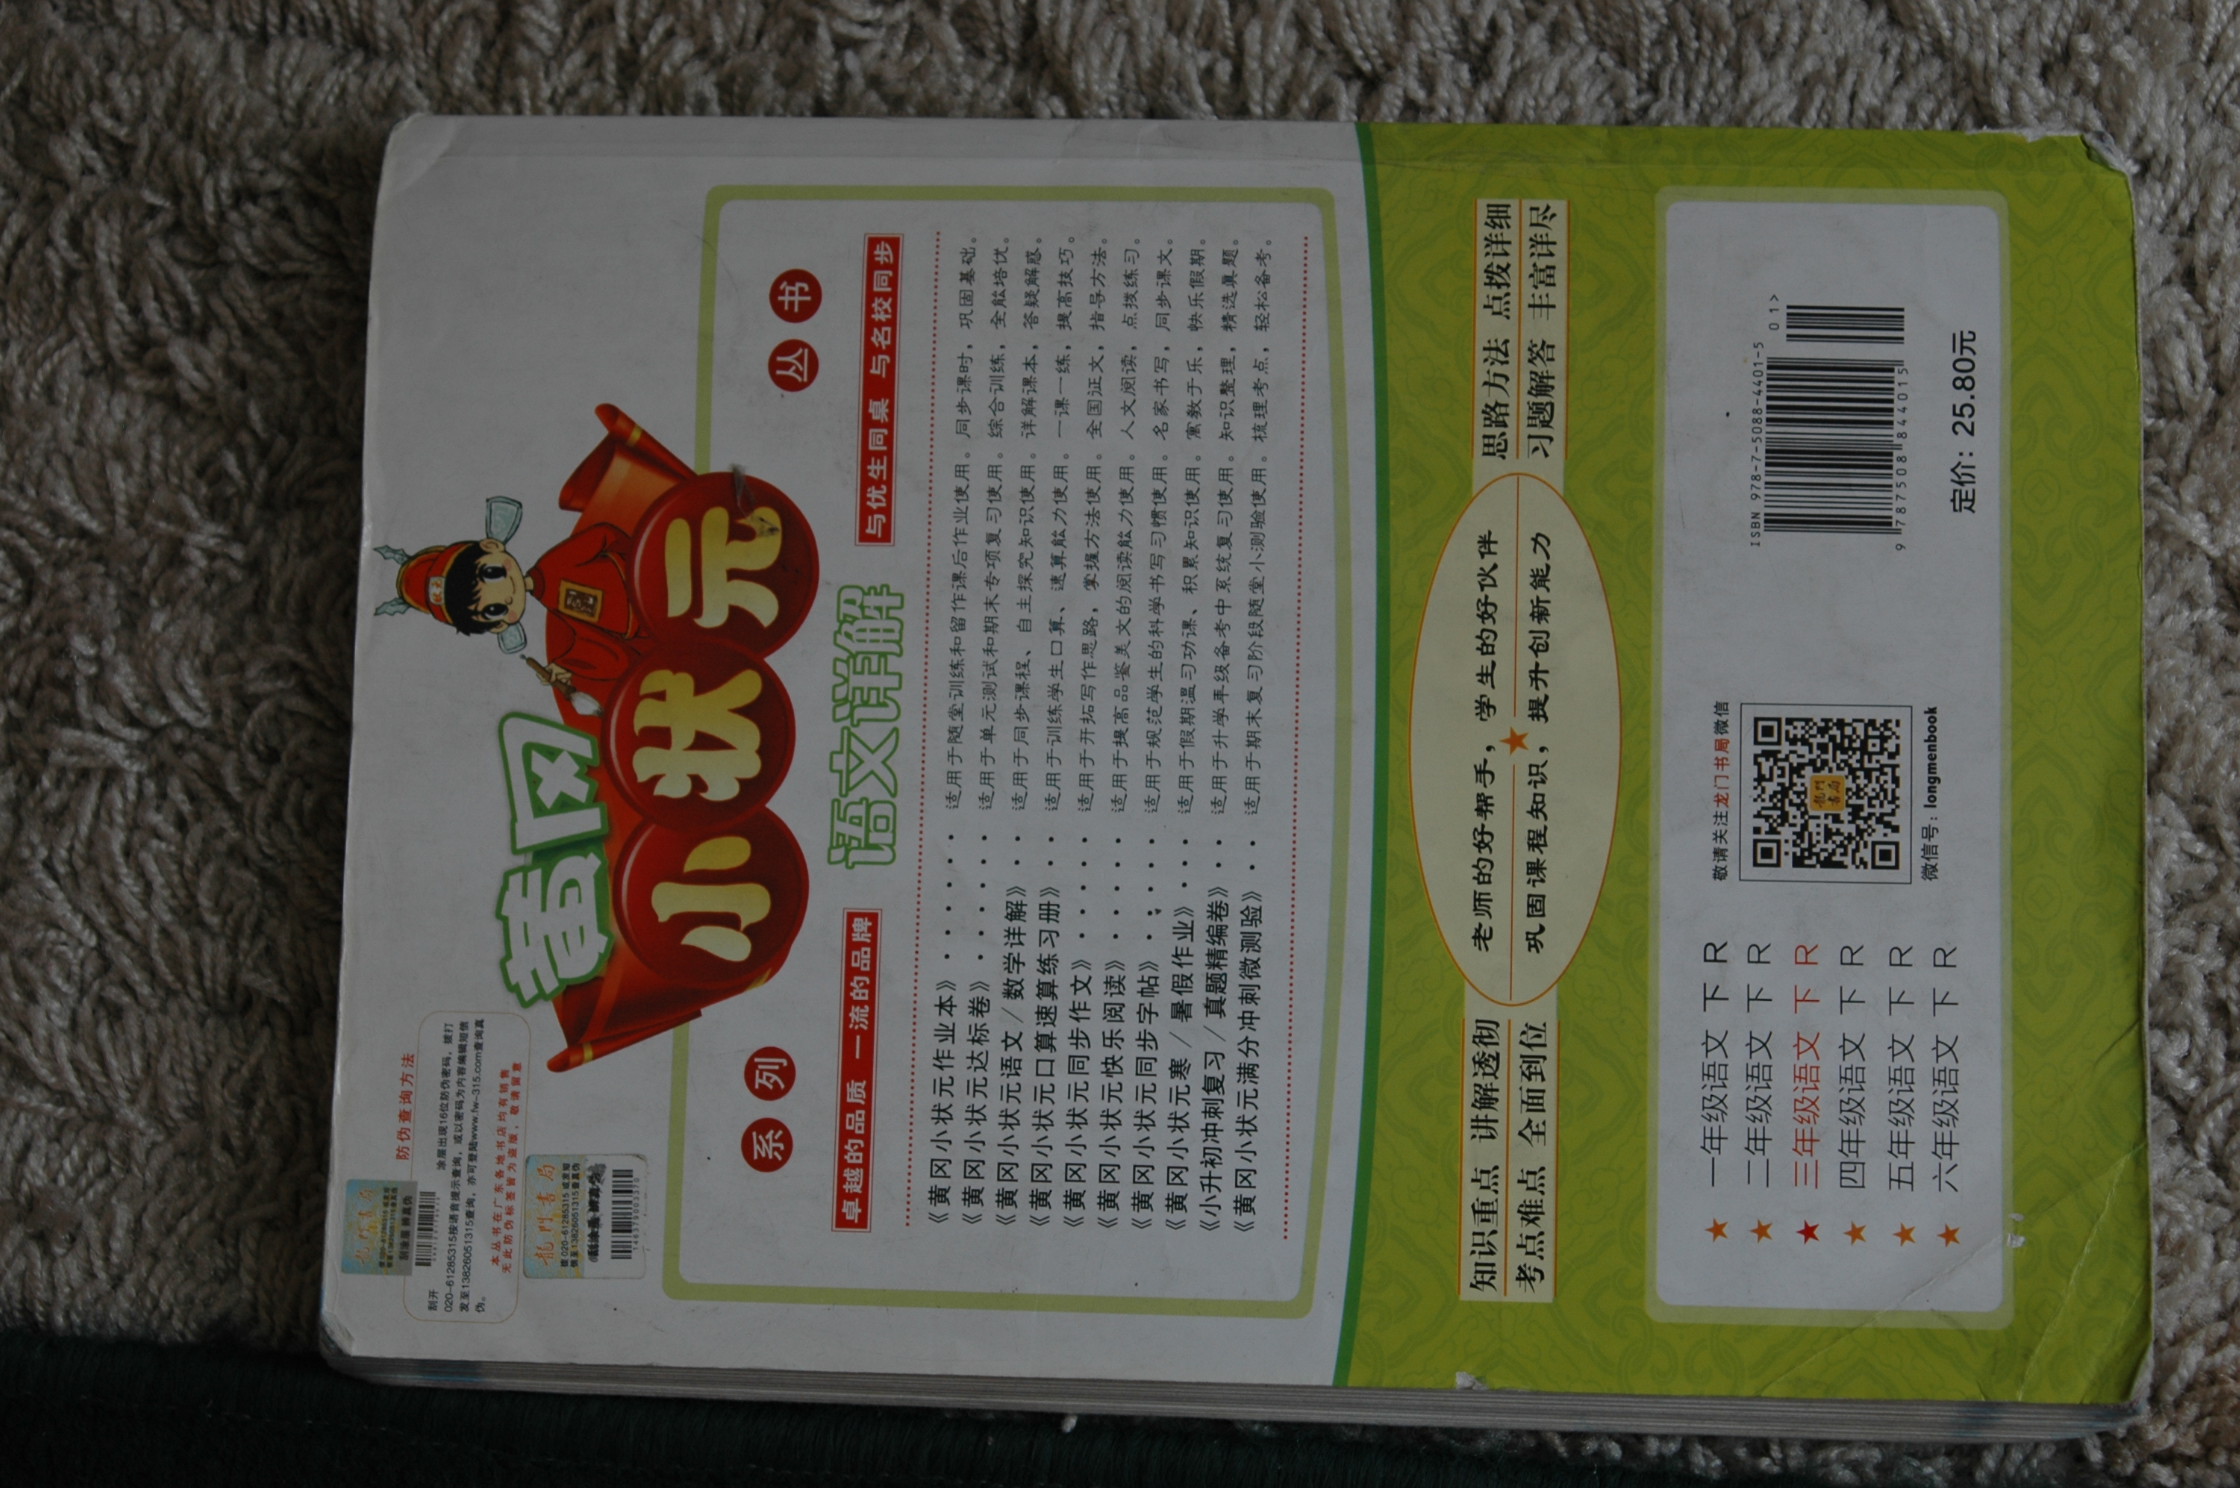 龍門書局
拨020-61285315 或发短
信至13826051315查真伪
刮涂层 辨真伪
防伪查询方法
刮开 涂层出现16位防伪密码，拨打
020-61285315按语音提示查询，或以密码为内容编辑短信
发至13826051315查询，亦可登陆www.fw-315.com查询真
伪。
本丛书在广东各地书店均有销售
无此防伪标签皆为盗版，敬请留意
龍門書局
拨 020-61285315 或发短
信至13826051315查真伪
刮涂层 辨真伪
146379003370
状元
黄冈
小状元
系列
丛书
卓越的品质 一流的品牌
语文详解
与优生同桌 与名校同步
《黄冈小状元作业本》······适用于随堂训练和留作课后作业使用。同步课时，巩固基础。
《黄冈小状元达标卷》······适用于单元测试和期末专项复习使用。综合训练，全能培优。
《黄冈小状元语文／数学详解》··适用于同步课程、自主探究知识使用。详解课本，答疑解惑。
《黄冈小状元口算速算练习册》··适用于训练学生口算、速算能力使用。一课一练，提高技巧。
《黄冈小状元同步作文》·····适用于开拓写作思路，掌握方法使用。全国证文，指导方法。
《黄冈小状元快乐阅读》·····适用于提高品鉴美文的阅读能力使用。人文阅读，点拨练习。
《黄冈小状元同步字帖》·····适用于规范学生的科学书写习惯使用。名家书写，同步课文。
《黄冈小状元寒／暑假作业》···适用于假期温习功课、积累知识使用。寓教于乐，快乐假期。
《小升初冲刺复习／真题精编卷》··适用于升学年级备考中系统复习使用。知识整理，精选真题。
《黄冈小状元满分冲刺微测验》··适用于期末复习阶段随堂小测验使用。梳理考点，轻松备考。
知识重点 讲解透彻
考点难点 全面到位
老师的好帮手，学生的好伙伴
巩固课程知识，提升创新能力
思路方法 点拨详细
习题解答 丰富详尽
★ 一年级语文 下 R
★ 二年级语文 下 R
★ 三年级语文 下 R
★ 四年级语文 下 R
★ 五年级语文 下 R
★ 六年级语文 下 R
敬请关注龙门书局微信
龍門
書局
微信号：longmenbook
ISBN 978-7-5088-4401-5
01>
9 787508 844015
定价：25.80元